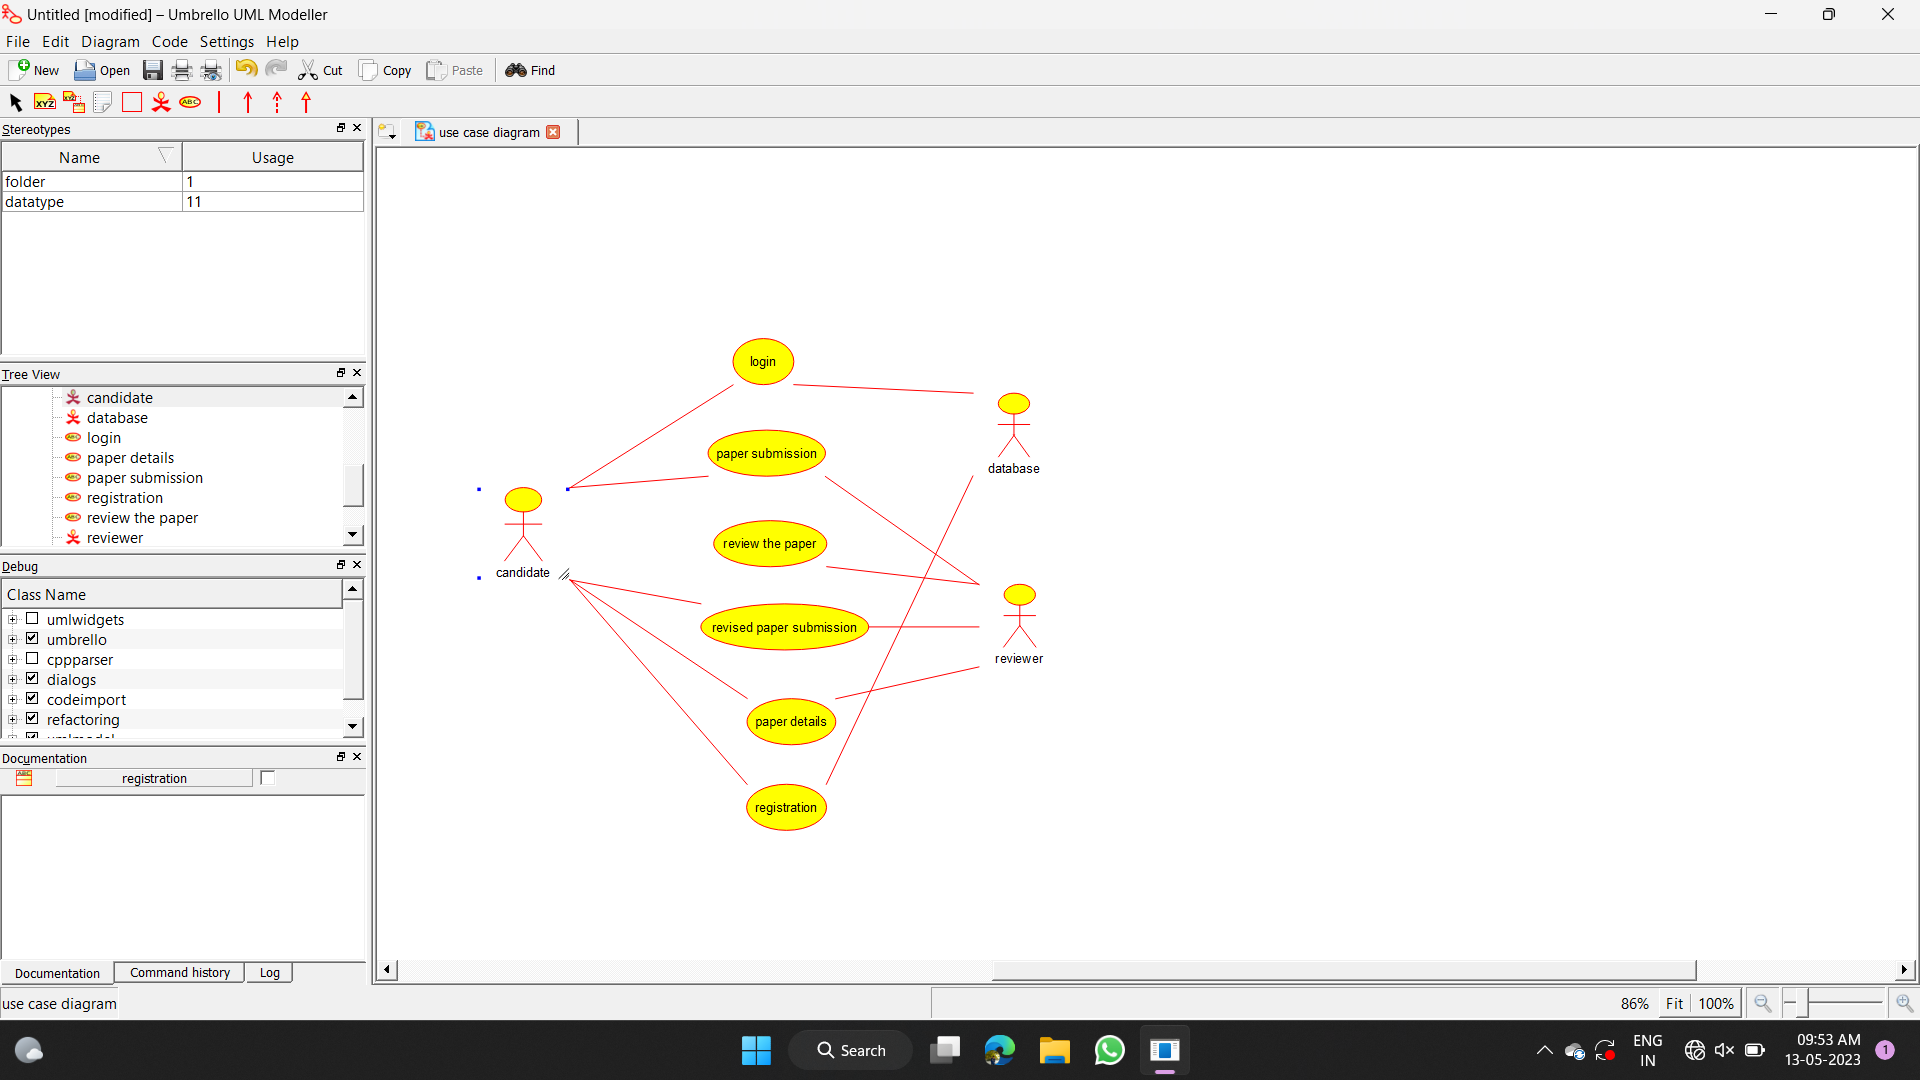 Untitled [modified] – Umbrello UML Modeller
File Edit Diagram Code Settings Help
New Open Cut Copy Paste Find
XYZ XYZ ABC
Stereotypes
Name Usage
folder 1
datatype 11
Tree View
candidate
database
login
paper details
paper submission
registration
review the paper
reviewer
Debug
Class Name
umlwidgets
umbrello
cppparser
dialogs
codeimport
refactoring
Documentation
registration
Documentation Command history Log
use case diagram
use case diagram
login
paper submission
review the paper
revised paper submission
paper details
registration
candidate
database
reviewer
86% Fit 100%
Search
ENG
IN
09:53 AM
13-05-2023
1